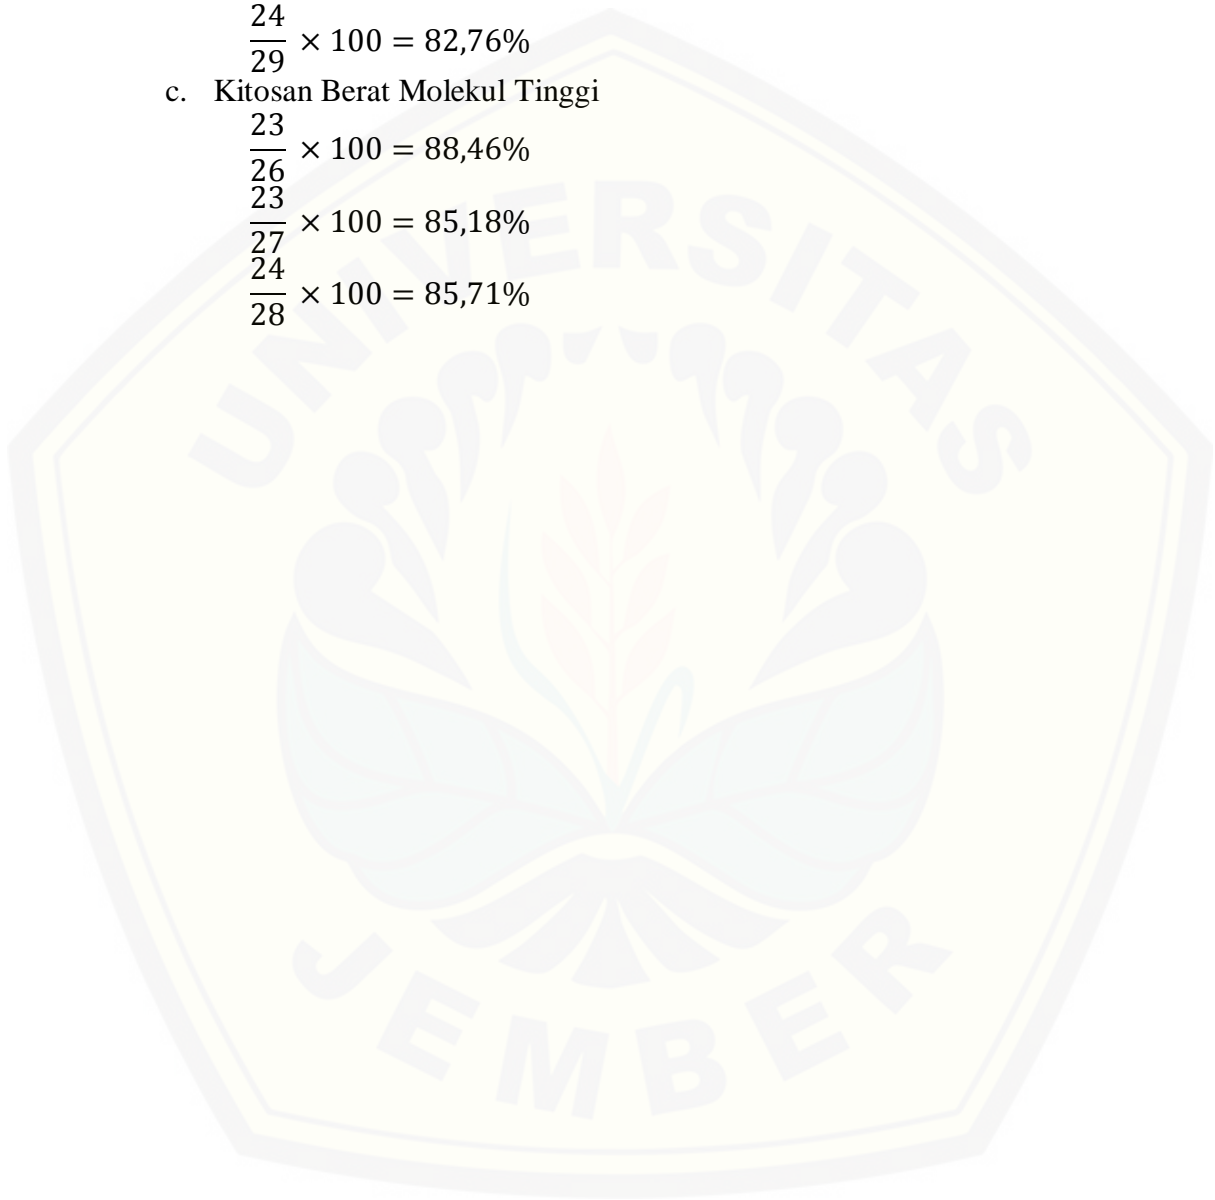 24
29 × 100 = 82,76%
c. Kitosan Berat Molekul Tinggi
23
26 × 100 = 88,46%
23
27 × 100 = 85,18%
24
28 × 100 = 85,71%
UNIVERSITAS
JEMBER